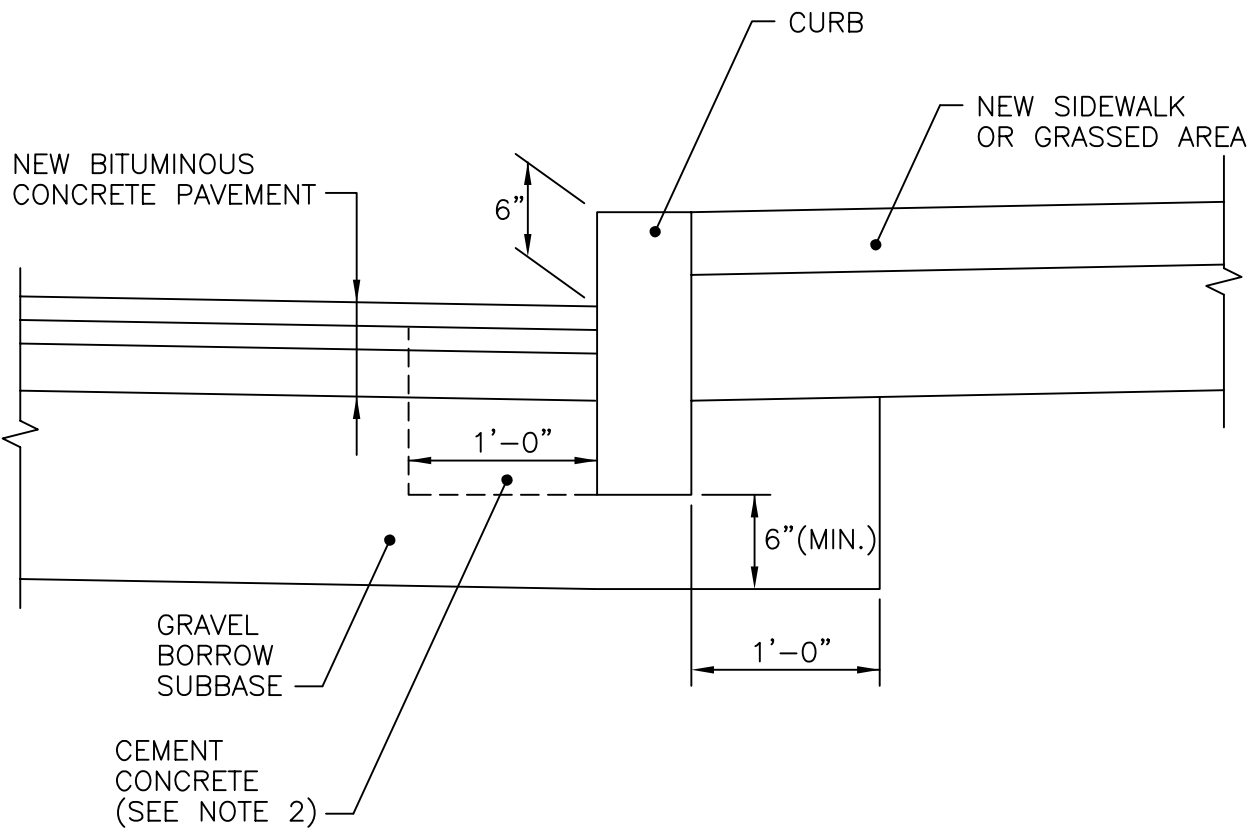 CURB
NEW SIDEWALK
OR GRASSED AREA
NEW BITUMINOUS
CONCRETE PAVEMENT
6”
1’–0”
6”(MIN.)
1’–0”
GRAVEL
BORROW
SUBBASE
CEMENT
CONCRETE
(SEE NOTE 2)